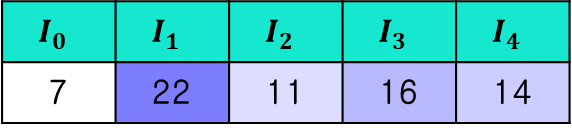 I₀ I₁ I₂ I₃ I₄
7 22 11 16 14